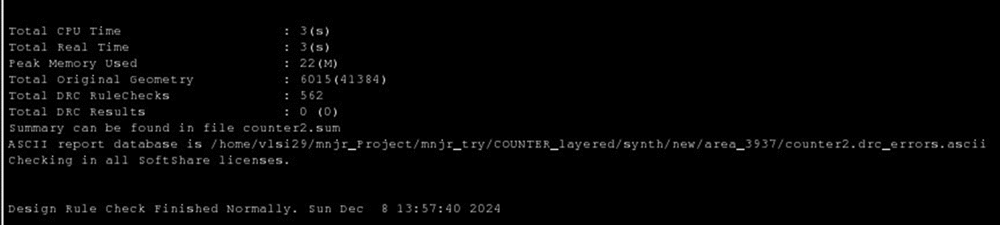 Total CPU Time : 3(s)
Total Real Time : 3(s)
Peak Memory Used : 22(M)
Total Original Geometry : 6015(41384)
Total DRC RuleChecks : 562
Total DRC Results : 0 (0)
Summary can be found in file counter2.sum
ASCII report database is /home/vlsi29/mnjr_Project/mnjr_try/COUNTER_layered/synth/new/area_3937/counter2.drc_errors.ascii
Checking in all SoftShare licenses.
Design Rule Check Finished Normally. Sun Dec  8 13:57:40 2024